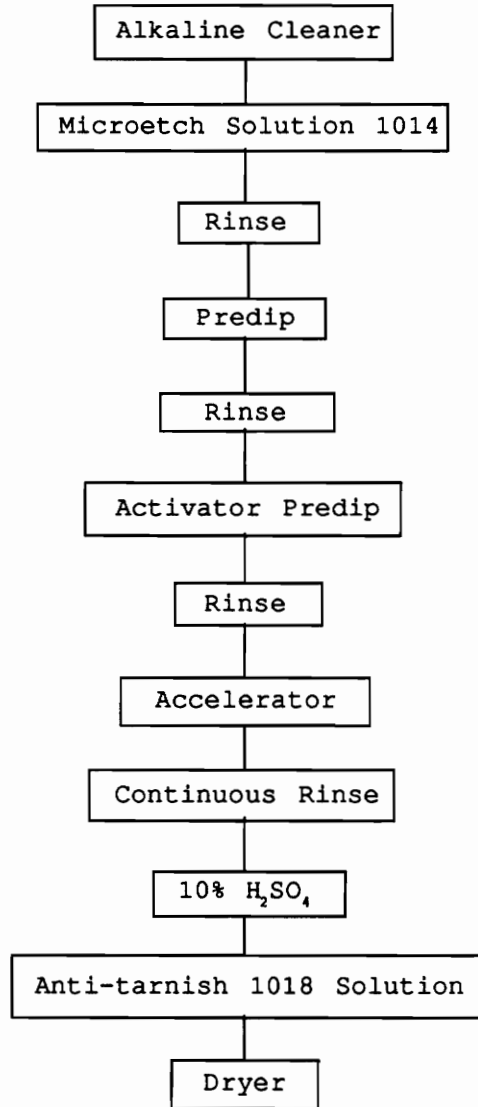 Alkaline Cleaner
Microetch Solution 1014
Rinse
Predip
Rinse
Activator Predip
Rinse
Accelerator
Continuous Rinse
10% H₂SO₄
Anti-tarnish 1018 Solution
Dryer